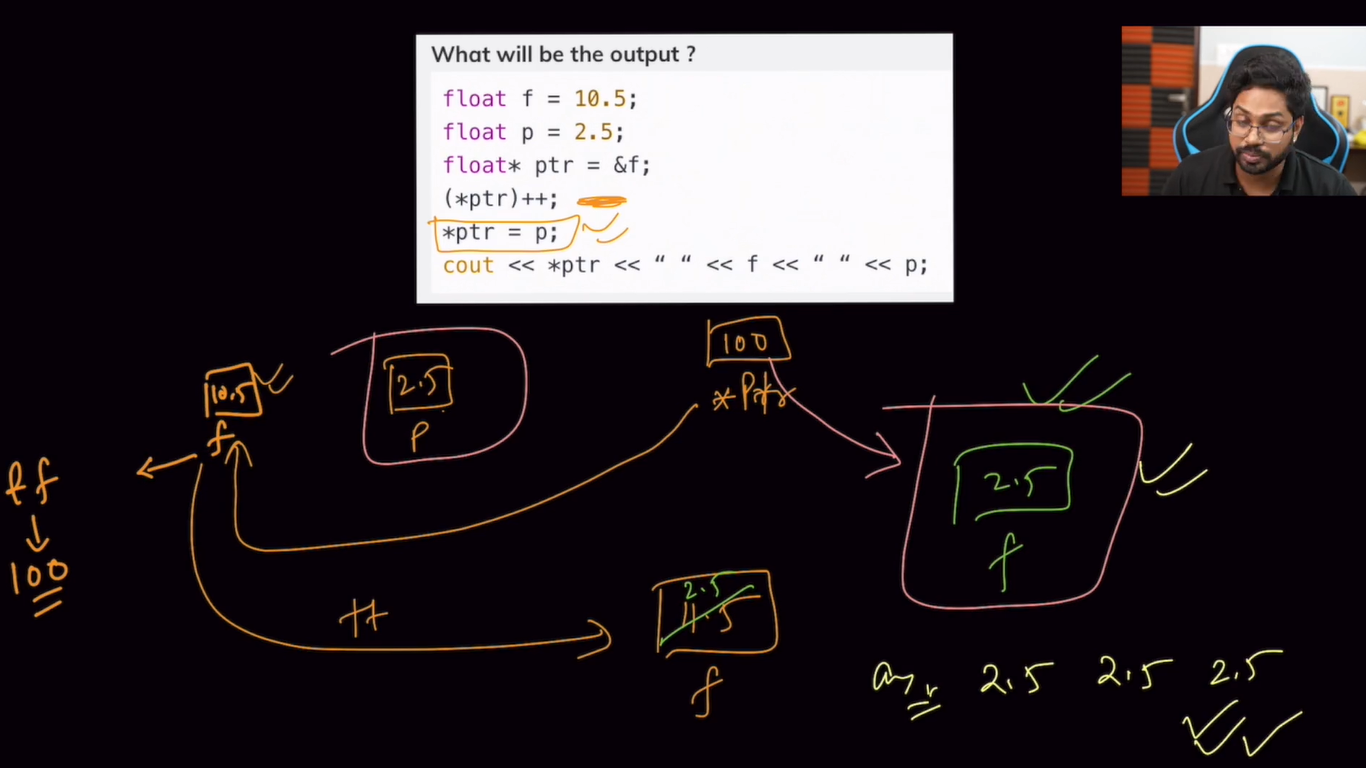 What will be the output ?
float f = 10.5;
float p = 2.5;
float* ptr = &f;
(*ptr)++;
*ptr = p;
cout << *ptr << “ “ << f << “ “ << p;
100
*Ptr
10.5
f
2.5
P
2.5
f
100
++
2.5
11.5
f
ans 2.5 2.5 2.5